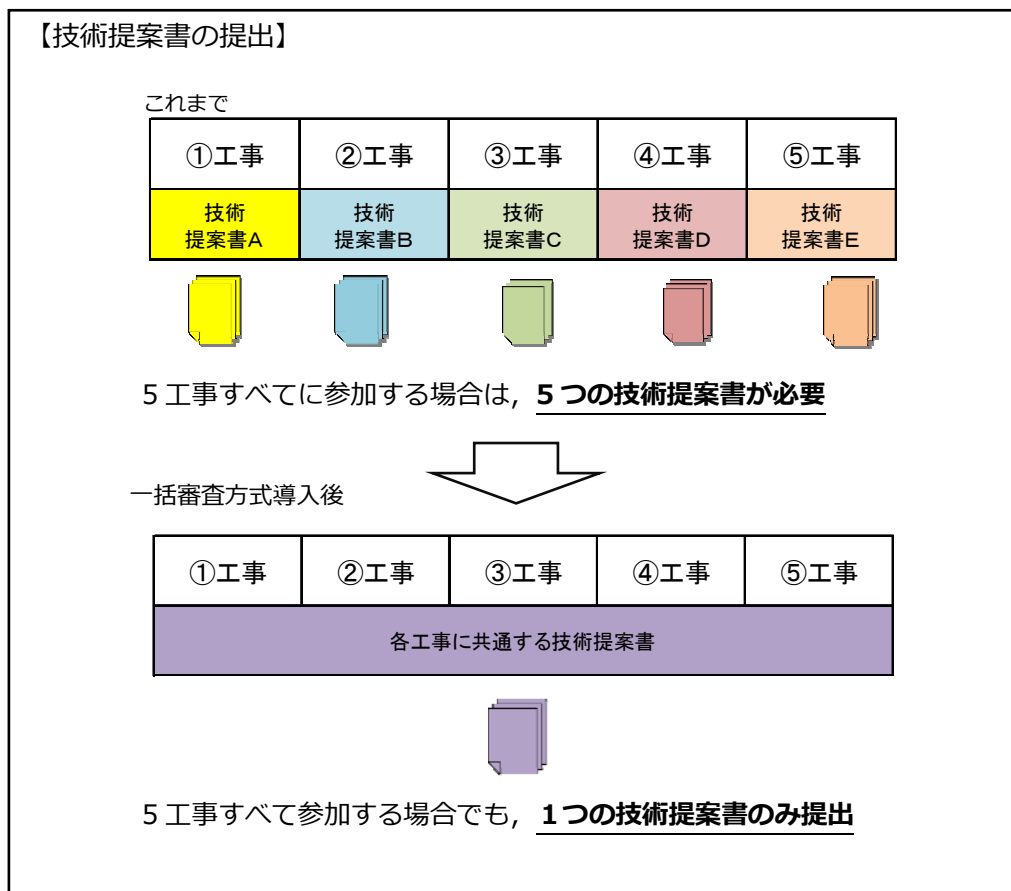 【技術提案書の提出】
これまで
①工事 ②工事 ③工事 ④工事 ⑤工事
技術 技術 技術 技術 技術
提案書A 提案書B 提案書C 提案書D 提案書E
5工事すべてに参加する場合は，5つの技術提案書が必要
一括審査方式導入後
①工事 ②工事 ③工事 ④工事 ⑤工事
各工事に共通する技術提案書
5工事すべて参加する場合でも，1つの技術提案書のみ提出